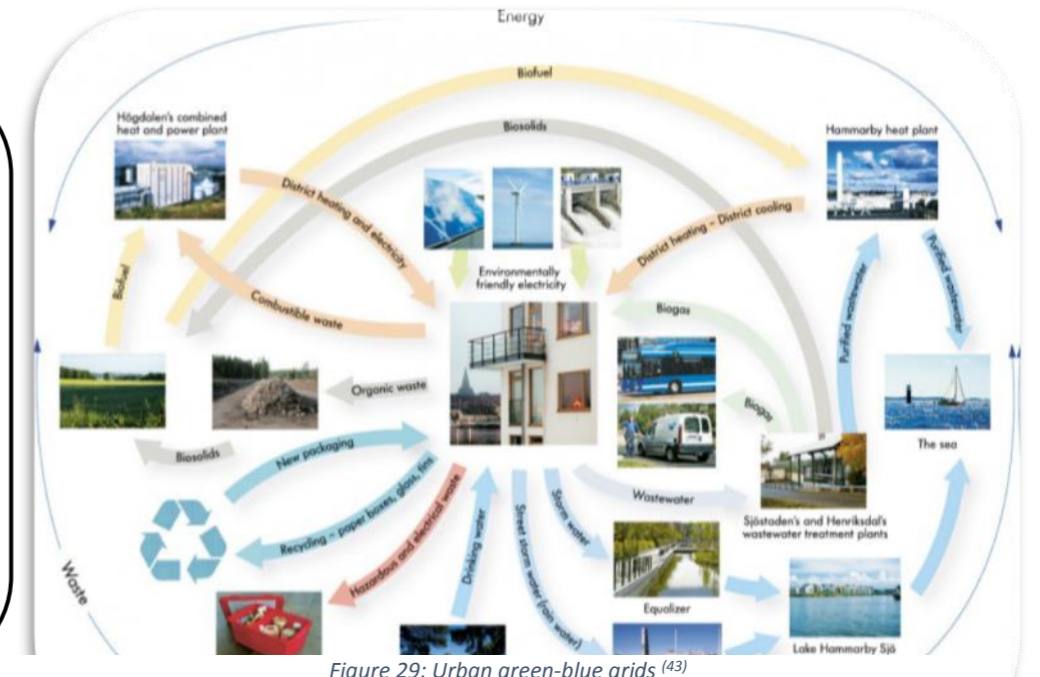 Energy
Biofuel
Biosolids
Högdalen's combined
heat and power plant
Hammarby heat plant
District heating and electricity
District heating – District cooling
Environmentally
friendly electricity
Biofuel
Combustible waste
Biogas
Purified wastewater
Purified wastewater
Organic waste
Biogas
The sea
Biosolids
New packaging
Wastewater
Sjöstaden's and Henriksdal's
wastewater treatment plants
Recycling – paper boxes, glass, tins
Hazardous and electrical waste
Drinking water
Street storm water (rain water)
Storm water
Equalizer
Waste
Lake Hammarby Sjö
Figure 29: Urban green-blue grids (43)